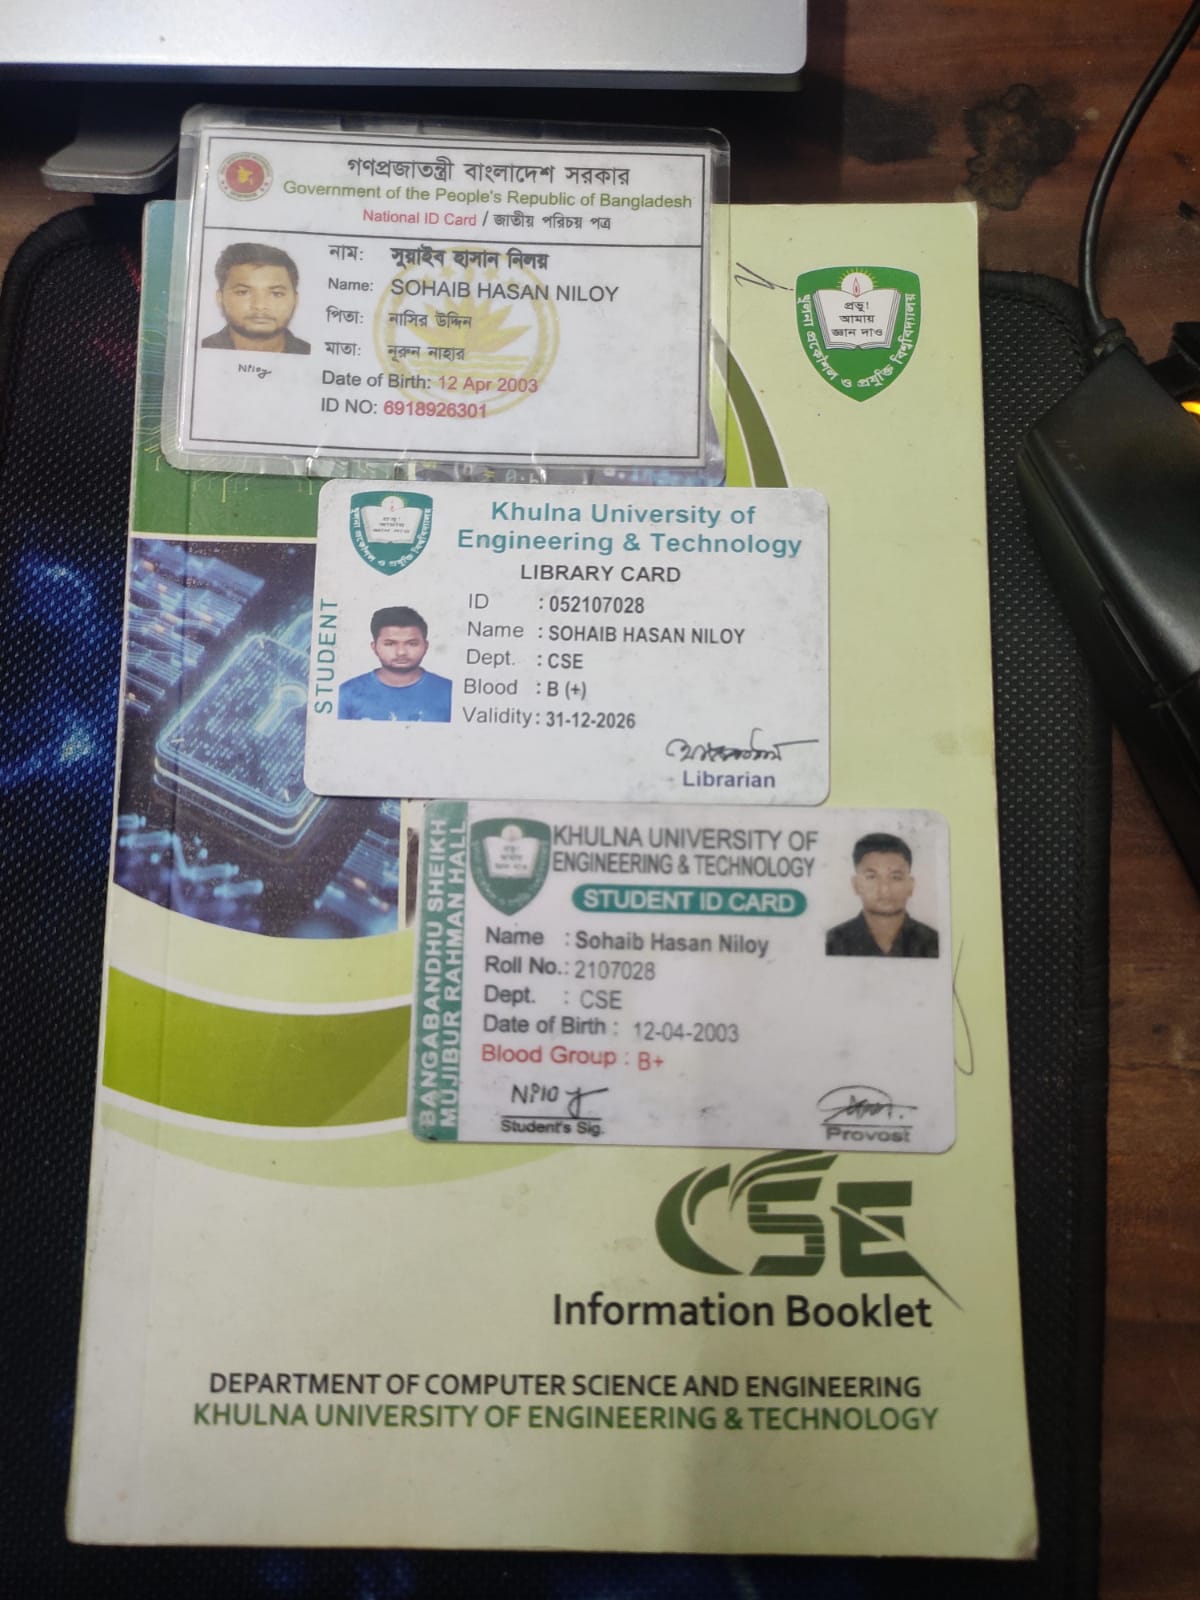 গণপ্রজাতন্ত্রী বাংলাদেশ সরকার
Government of the People's Republic of Bangladesh
National ID Card / জাতীয় পরিচয় পত্র
নাম: সুয়াইব হাসান নিলয়
Name: SOHAIB HASAN NILOY
পিতা: নাসির উদ্দিন
মাতা: নূরুন নাহার
Date of Birth: 12 Apr 2003
ID NO: 6918926301
প্রভু!
আমায়
জ্ঞান দাও
খুলনা প্রকৌশল ও প্রযুক্তি বিশ্ববিদ্যালয়
Khulna University of
Engineering & Technology
LIBRARY CARD
STUDENT
ID : 052107028
Name : SOHAIB HASAN NILOY
Dept. : CSE
Blood : B (+)
Validity : 31-12-2026
Librarian
BANGABANDHU SHEIKH
MUJIBUR RAHMAN HALL
KHULNA UNIVERSITY OF
ENGINEERING & TECHNOLOGY
STUDENT ID CARD
Name : Sohaib Hasan Niloy
Roll No.: 2107028
Dept. : CSE
Date of Birth : 12-04-2003
Blood Group : B+
Student's Sig.
Provost
CSE
Information Booklet
DEPARTMENT OF COMPUTER SCIENCE AND ENGINEERING
KHULNA UNIVERSITY OF ENGINEERING & TECHNOLOGY